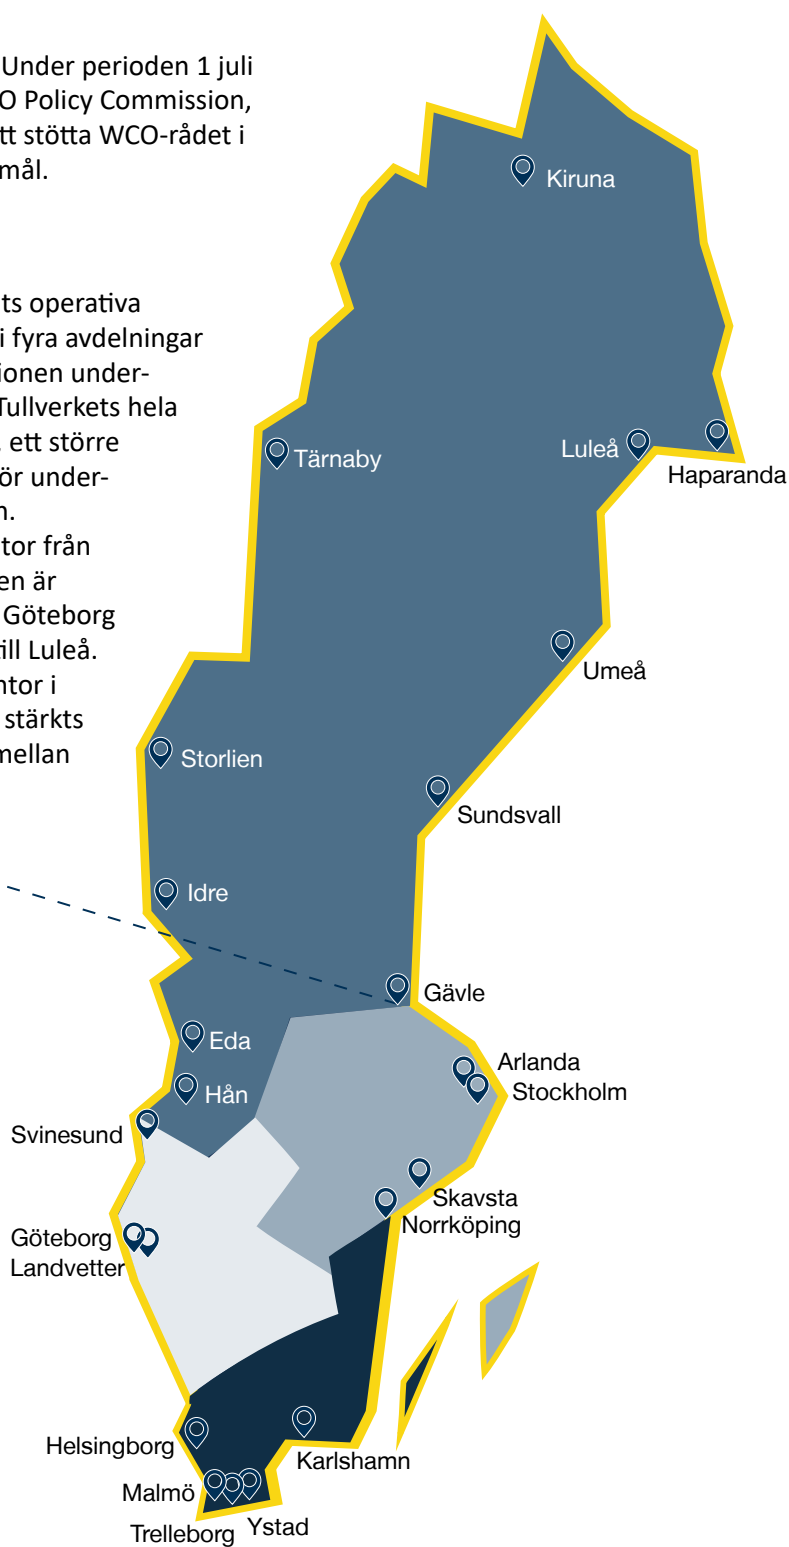 Under perioden 1 juli
O Policy Commission,
tt stötta WCO-rådet i
mål.
ts operativa
i fyra avdelningar
ionen under-
Tullverkets hela
ett större
ör under-
n.
tor från
en är
Göteborg
till Luleå.
ntor i
stärkts
mellan
Kiruna
Tärnaby
Luleå
Haparanda
Umeå
Storlien
Sundsvall
Idre
Gävle
Eda
Arlanda
Hån
Stockholm
Svinesund
Skavsta
Norrköping
Göteborg
Landvetter
Helsingborg
Karlshamn
Malmö
Trelleborg
Ystad